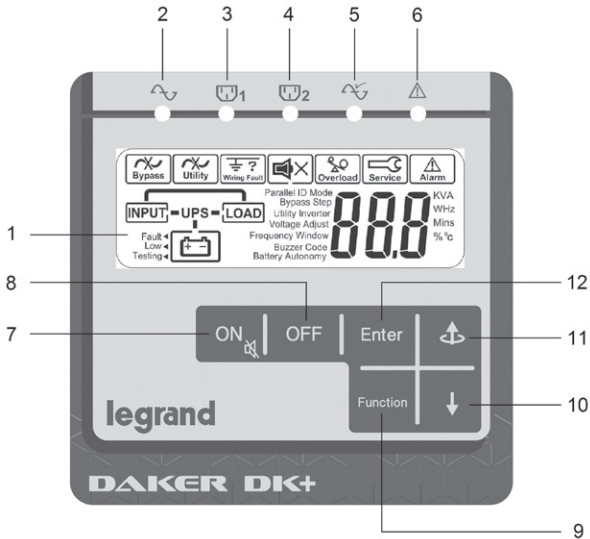 2 3 4 5 6
1 2
Bypass Utility Wiring Fault Overload Service Alarm
?
Parallel ID Mode
Bypass Step
Utility Inverter
Voltage Adjust
Frequency Window
Buzzer Code
Battery Autonomy
INPUT UPS LOAD
Fault
Low
Testing
+ -
88.8
KVA
WHz
Mins
%°c
1
8
7
12
11
10
9
ON OFF Enter
Function
legrand
DAKER DK+